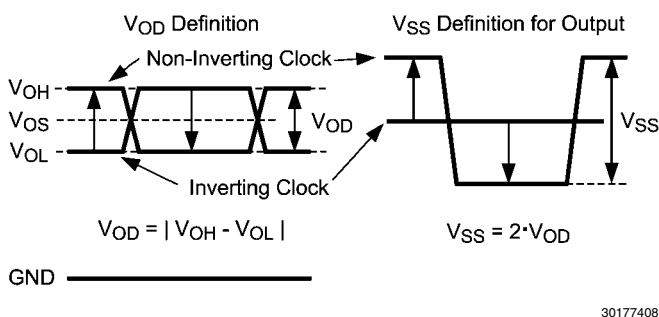 VOD Definition
VSS Definition for Output
Non-Inverting Clock
VOH
VOS
VOL
VOD
VSS
Inverting Clock
VOD = | VOH - VOL |
VSS = 2·VOD
GND
30177408